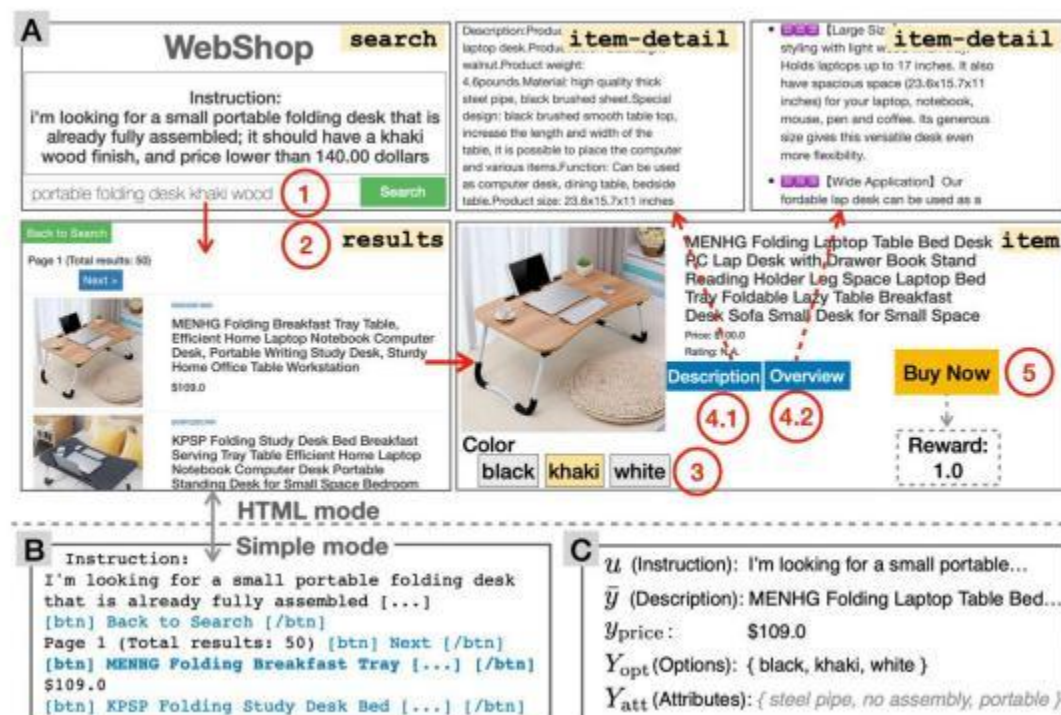 A
WebShop
search
Instruction:
i'm looking for a small portable folding desk that is
already fully assembled; it should have a khaki
wood finish, and price lower than 140.00 dollars
portable folding desk khaki wood
1
Search
item-detail
laptop desk.
walnut.Product weight:
4.6pounds.Material: high quality thick
steel pipe, black brushed sheet.Special
design: black brushed smooth table top,
increase the length and width of the
table, it is possible to place the computer
and various items.Function: Can be used
as computer desk, dining table, bedside
table.Product size: 23.6x15.7x11 inches
item-detail
【Large
styling with light
Holds laptops up to 17 inches. It also
have spacious space (23.6x15.7x11
inches) for your laptop, notebook,
mouse, pen and coffee. Its generous
size gives this versatile desk even
more flexibility.
【Wide Application】 Our
fordable lap desk can be used as a
Back to Search
2
results
Page 1 (Total results: 50)
Next >
MENHG Folding Breakfast Tray Table,
Efficient Home Laptop Notebook Computer
Desk, Portable Writing Study Desk, Sturdy
Home Office Table Workstation
$109.0
KPSP Folding Study Desk Bed Breakfast
Serving Tray Table Efficient Home Laptop
Notebook Computer Desk Portable
Standing Desk for Small Space Bedroom
item
MENHG Folding Laptop Table Bed Desk
PC Lap Desk with Drawer Book Stand
Reading Holder Leg Space Laptop Bed
Tray Foldable Lazy Table Breakfast
Desk Sofa Small Desk for Small Space
Price: $100.0
Rating: N.A.
Description
Overview
4.1
4.2
Buy Now
5
Reward:
1.0
Color
black
khaki
white
3
HTML mode
Simple mode
B
Instruction:
I'm looking for a small portable folding desk
that is already fully assembled [...]
[btn] Back to Search [/btn]
Page 1 (Total results: 50) [btn] Next [/btn]
[btn] MENHG Folding Breakfast Tray [...] [/btn]
$109.0
[btn] KPSP Folding Study Desk Bed [...] [/btn]
C
u (Instruction): I'm looking for a small portable...
ȳ (Description): MENHG Folding Laptop Table Bed...
y price : $109.0
Y opt (Options): { black, khaki, white }
Y att (Attributes): { steel pipe, no assembly, portable }